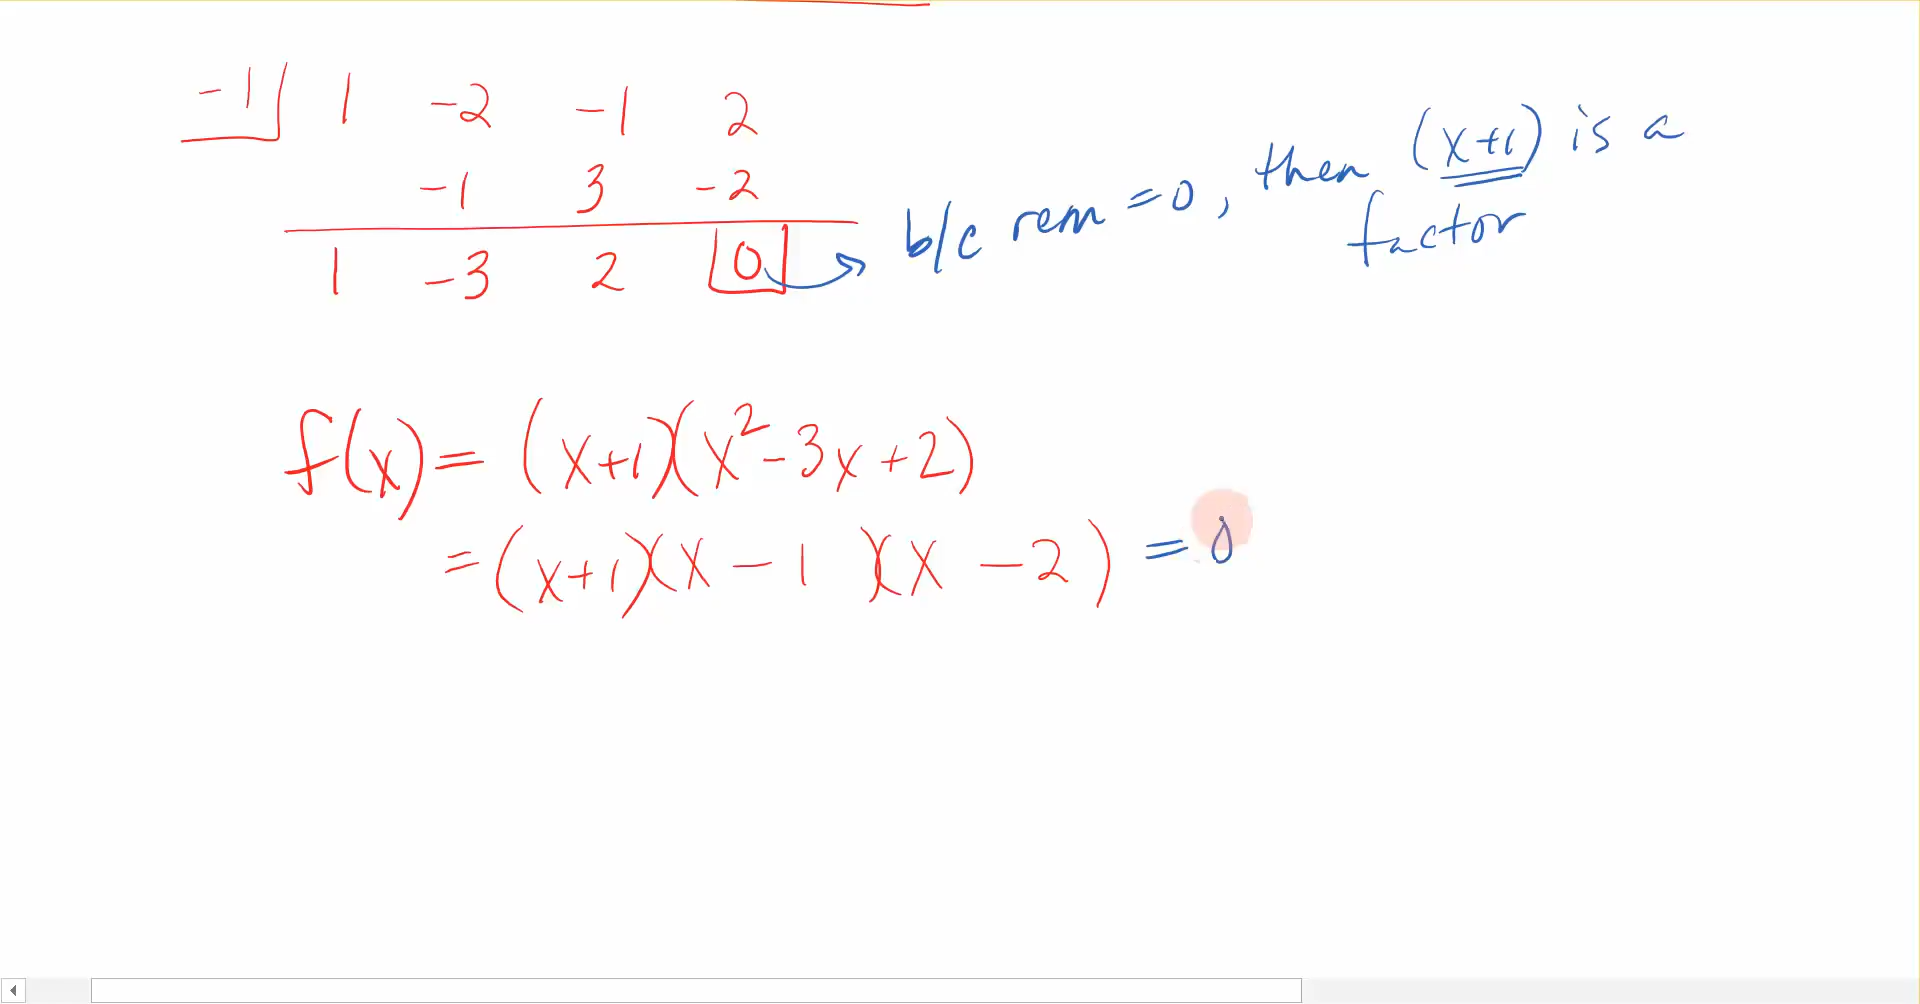 -1 1 -2 -1 2
-1 3 -2
1 -3 2 0
b/c rem = 0, then (x+1) is a
factor
f(x) = (x+1)(x²-3x+2)
= (x+1)(x - 1)(x - 2) = 0